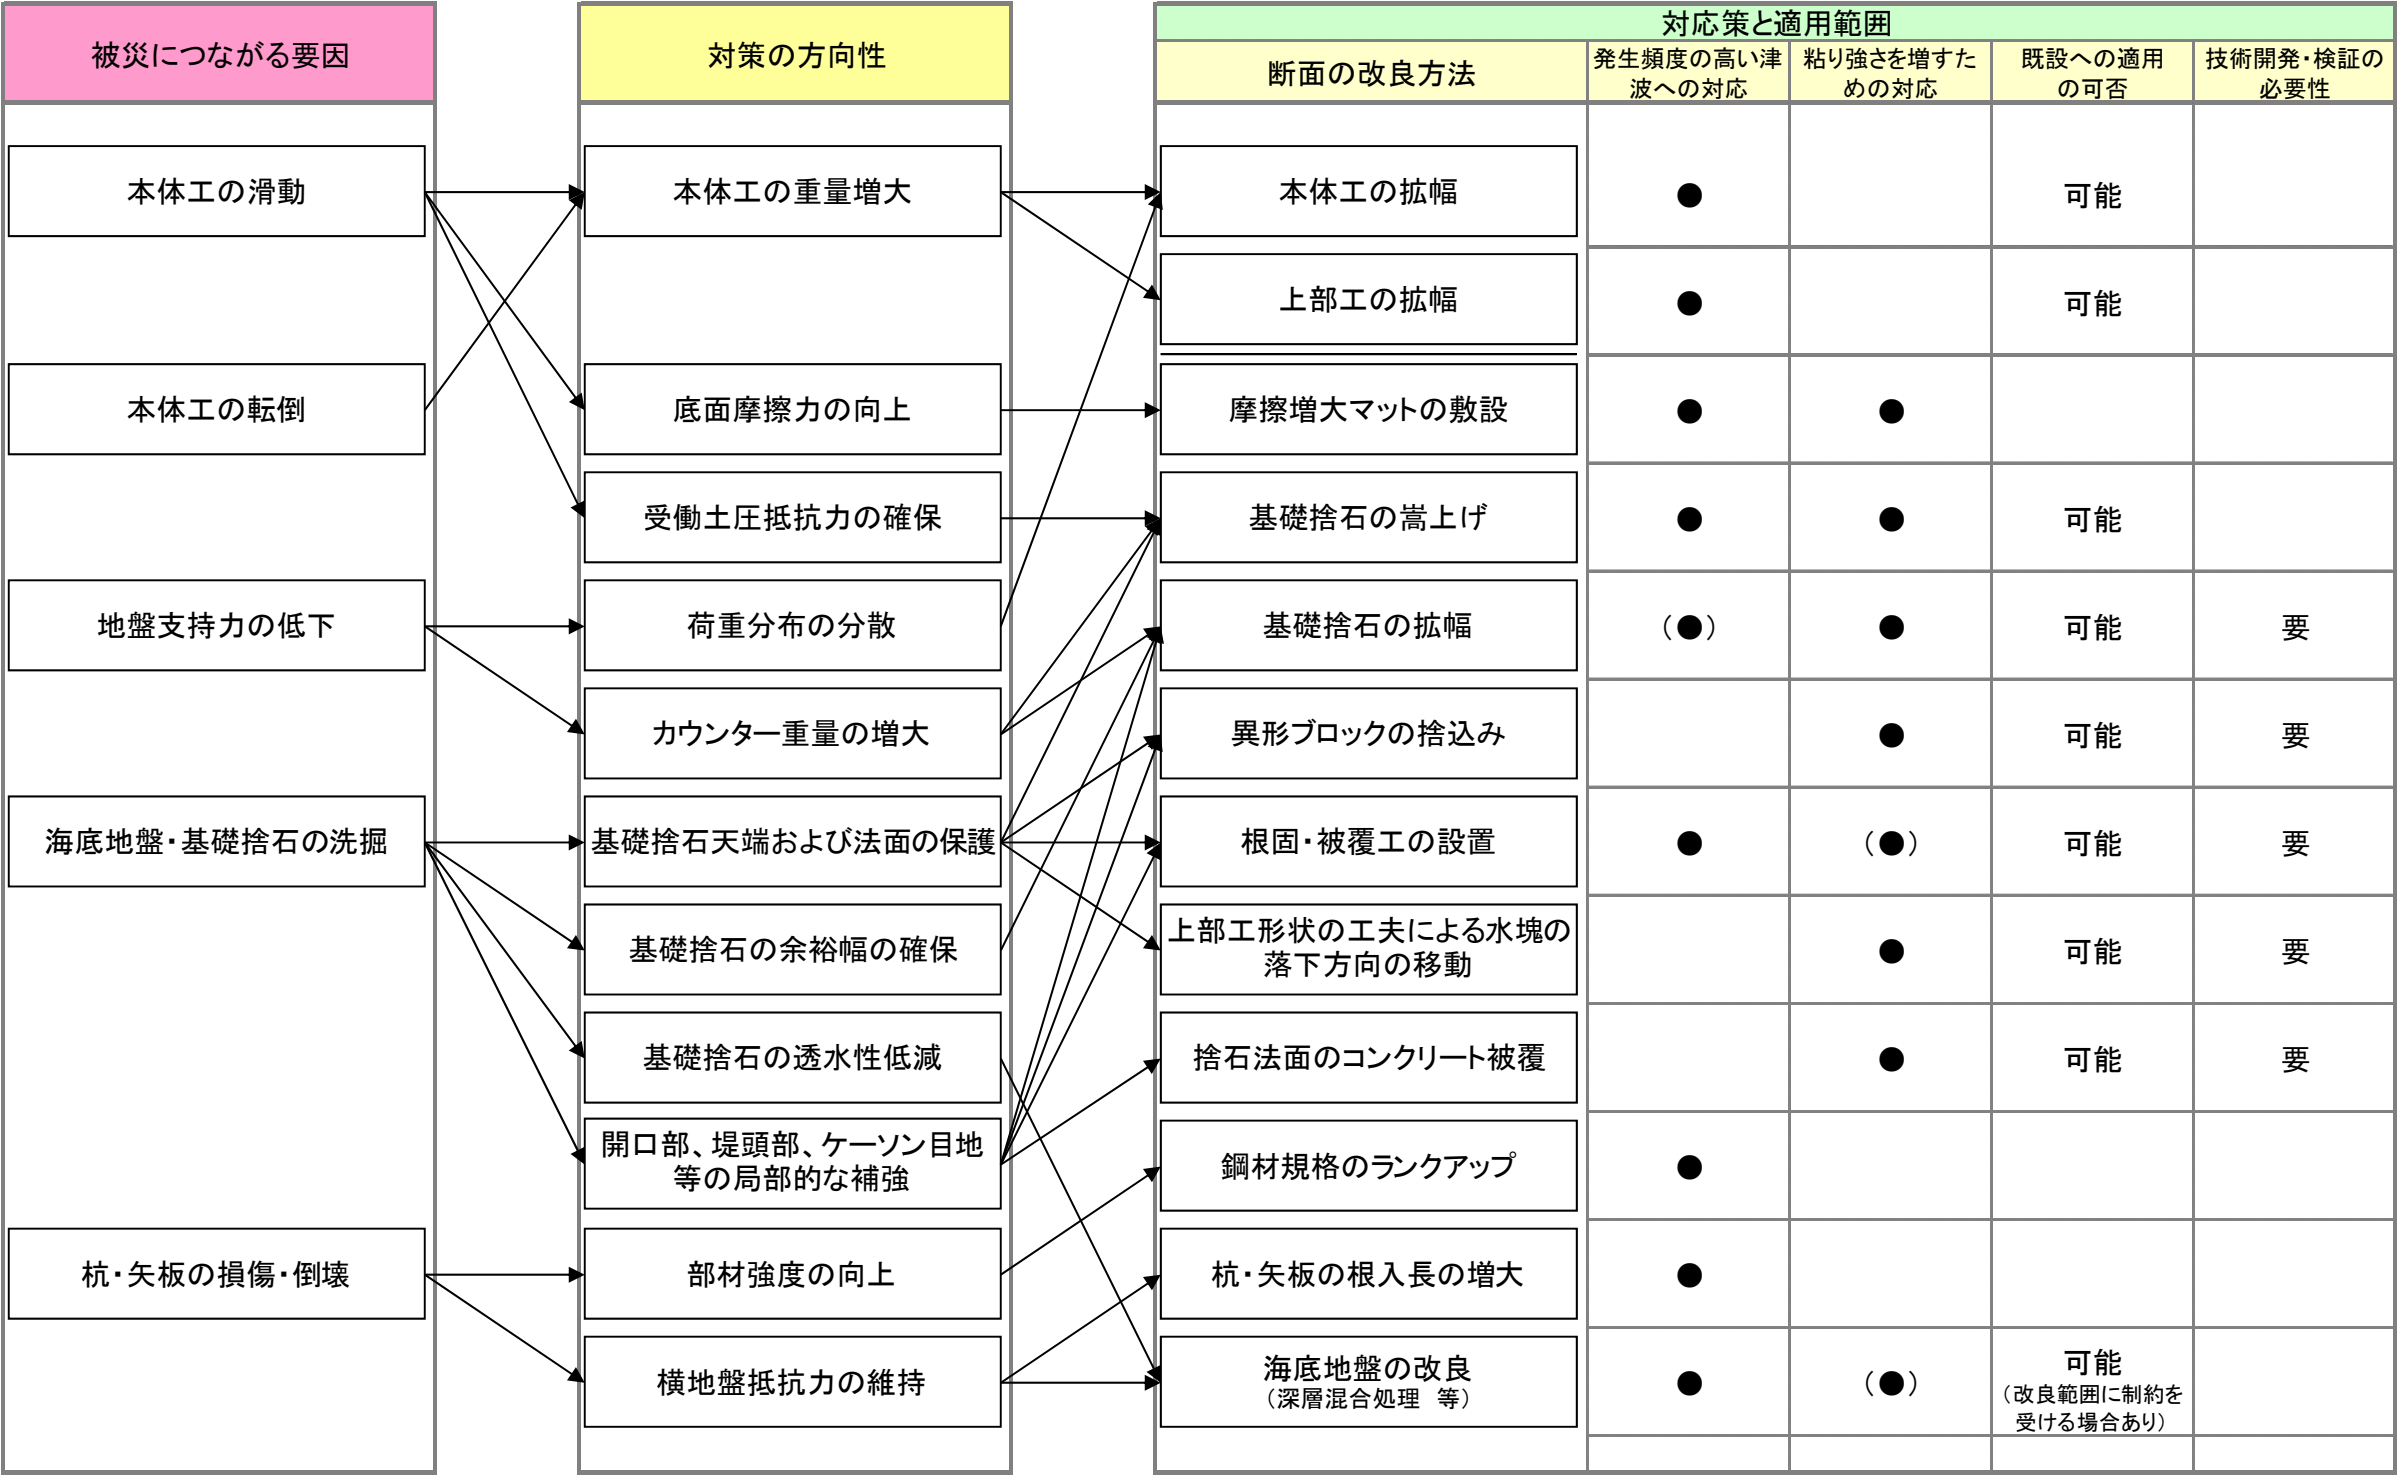 被災につながる要因
対策の方向性
対応策と適用範囲
断面の改良方法
発生頻度の高い津
波への対応
粘り強さを増すた
めの対応
既設への適用
の可否
技術開発・検証の
必要性
本体工の滑動
本体工の重量増大
本体工の拡幅
●
可能
上部工の拡幅
●
可能
本体工の転倒
底面摩擦力の向上
摩擦増大マットの敷設
●
●
受働土圧抵抗力の確保
基礎捨石の嵩上げ
●
●
可能
地盤支持力の低下
荷重分布の分散
基礎捨石の拡幅
（●）
●
可能
要
カウンター重量の増大
異形ブロックの捨込み
●
可能
要
海底地盤・基礎捨石の洗掘
基礎捨石天端および法面の保護
根固・被覆工の設置
●
（●）
可能
要
基礎捨石の余裕幅の確保
上部工形状の工夫による水塊の
落下方向の移動
●
可能
要
基礎捨石の透水性低減
捨石法面のコンクリート被覆
●
可能
要
開口部、堤頭部、ケーソン目地
等の局部的な補強
鋼材規格のランクアップ
●
杭・矢板の損傷・倒壊
部材強度の向上
杭・矢板の根入長の増大
●
横地盤抵抗力の維持
海底地盤の改良
（深層混合処理　等）
●
（●）
可能
（改良範囲に制約を
受ける場合あり）